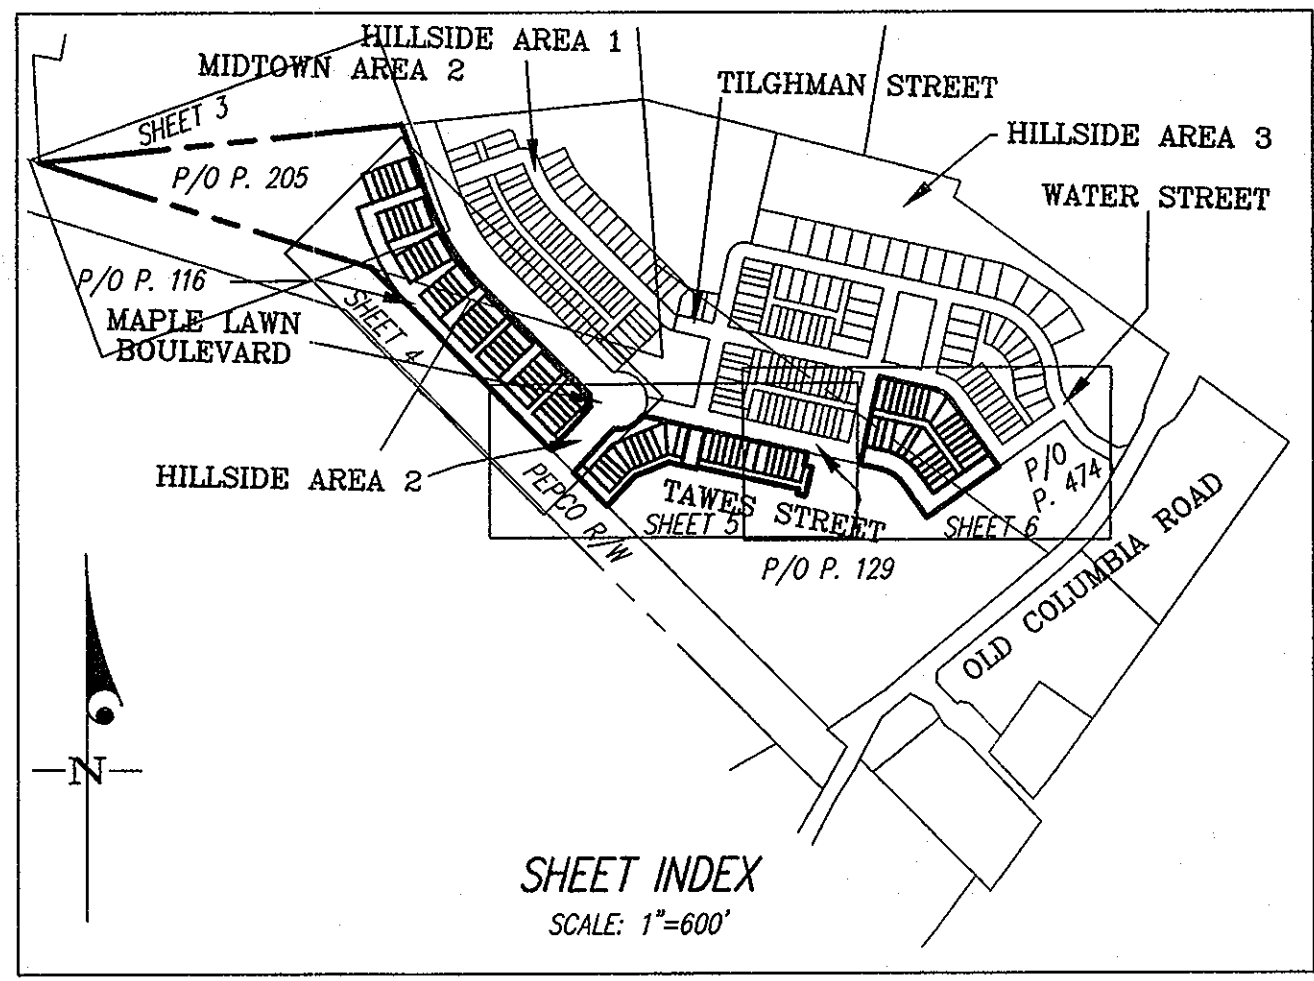 HILLSIDE AREA 1
MIDTOWN AREA 2
TILGHMAN STREET
SHEET 3
HILLSIDE AREA 3
P/O P. 205
WATER STREET
P/O P. 116
SHEET 4
MAPLE LAWN
BOULEVARD
HILLSIDE AREA 2
PEPCO R/W
TAWES STREET
SHEET 5
SHEET 6
P/O
P. 474
P/O P. 129
OLD COLUMBIA ROAD
N
SHEET INDEX
SCALE: 1"=600'